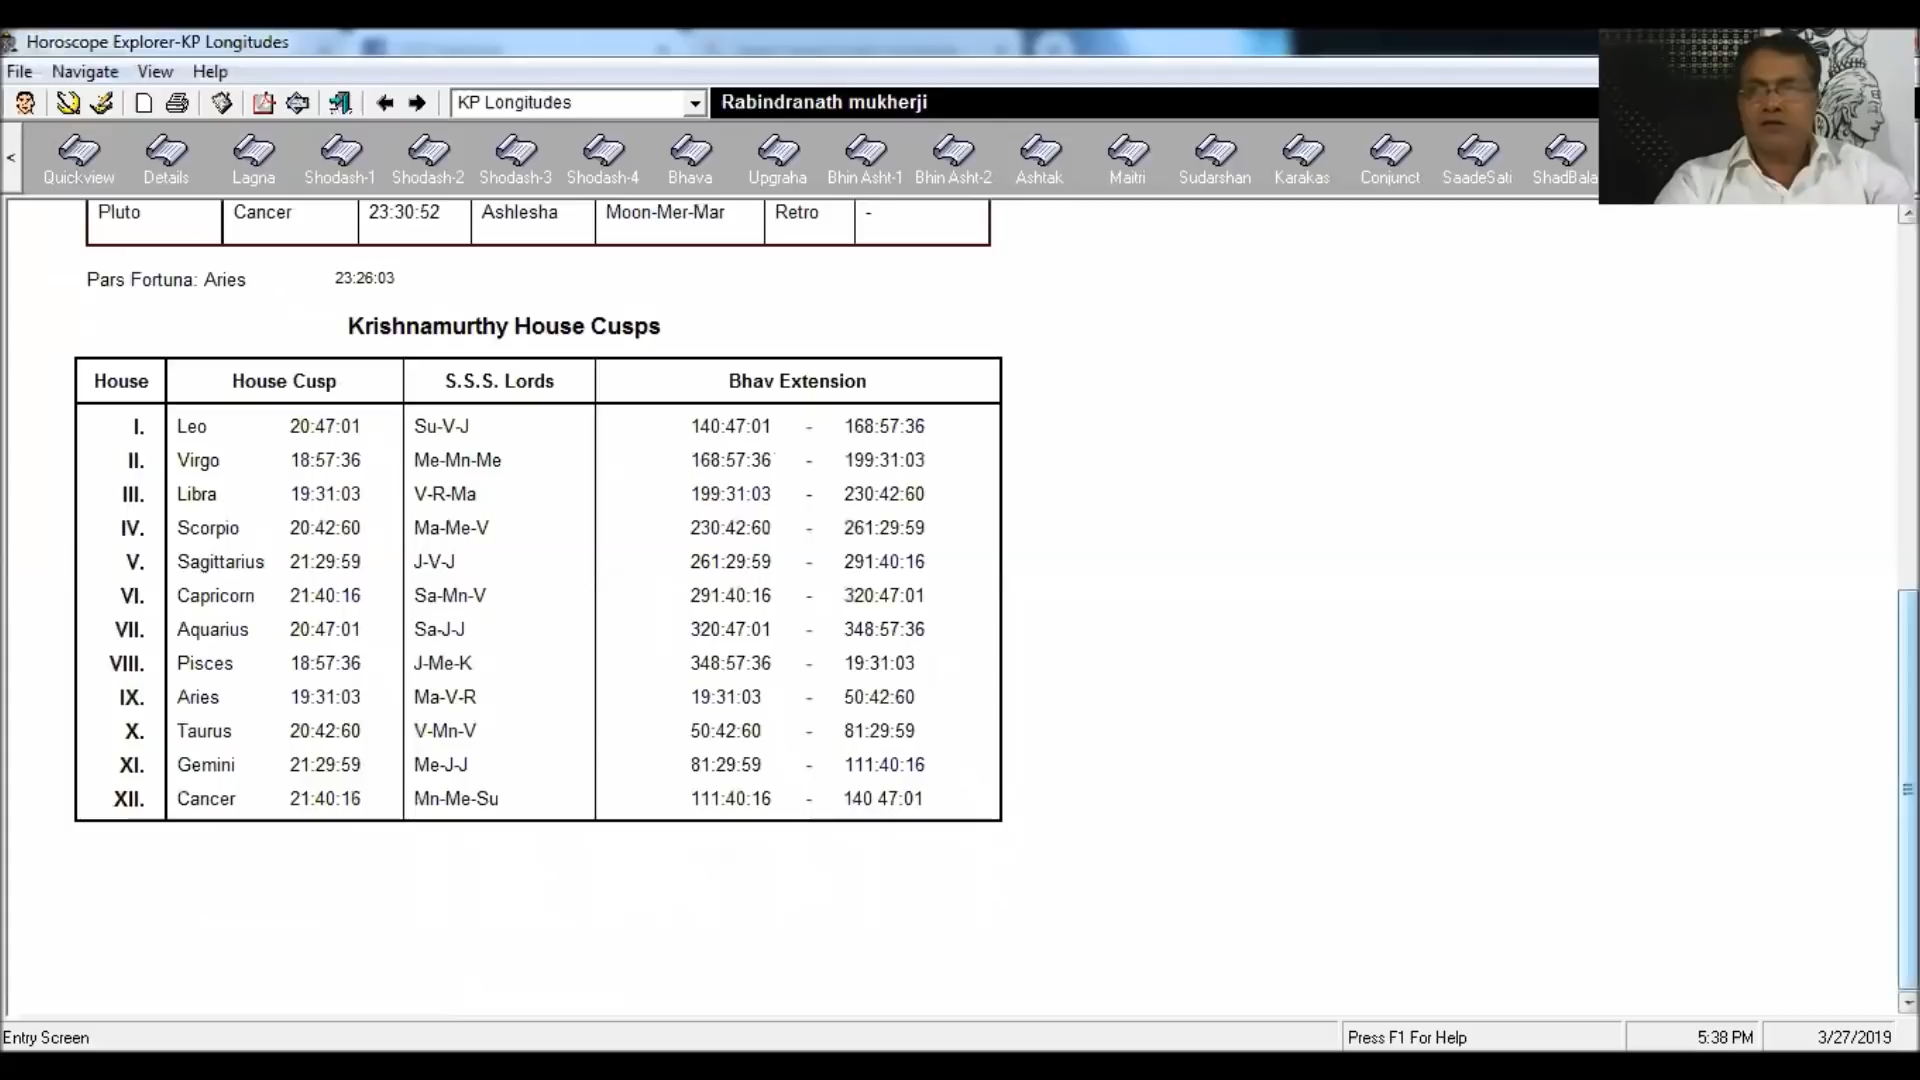 Horoscope Explorer-KP Longitudes
File Navigate View Help
KP Longitudes Rabindranath mukherji
< Quickview Details Lagna Shodash-1 Shodash-2 Shodash-3 Shodash-4 Bhava Upgraha Bhin Asht-1 Bhin Asht-2 Ashtak Maitri Sudarshan Karakas Conjunct SaadeSati ShadBala
Pluto Cancer 23:30:52 Ashlesha Moon-Mer-Mar Retro -
Pars Fortuna: Aries 23:26:03
Krishnamurthy House Cusps
House House Cusp S.S.S. Lords Bhav Extension
I. Leo 20:47:01 Su-V-J 140:47:01 - 168:57:36
II. Virgo 18:57:36 Me-Mn-Me 168:57:36 - 199:31:03
III. Libra 19:31:03 V-R-Ma 199:31:03 - 230:42:60
IV. Scorpio 20:42:60 Ma-Me-V 230:42:60 - 261:29:59
V. Sagittarius 21:29:59 J-V-J 261:29:59 - 291:40:16
VI. Capricorn 21:40:16 Sa-Mn-V 291:40:16 - 320:47:01
VII. Aquarius 20:47:01 Sa-J-J 320:47:01 - 348:57:36
VIII. Pisces 18:57:36 J-Me-K 348:57:36 - 19:31:03
IX. Aries 19:31:03 Ma-V-R 19:31:03 - 50:42:60
X. Taurus 20:42:60 V-Mn-V 50:42:60 - 81:29:59
XI. Gemini 21:29:59 Me-J-J 81:29:59 - 111:40:16
XII. Cancer 21:40:16 Mn-Me-Su 111:40:16 - 140 47:01
Entry Screen Press F1 For Help 5:38 PM 3/27/2019